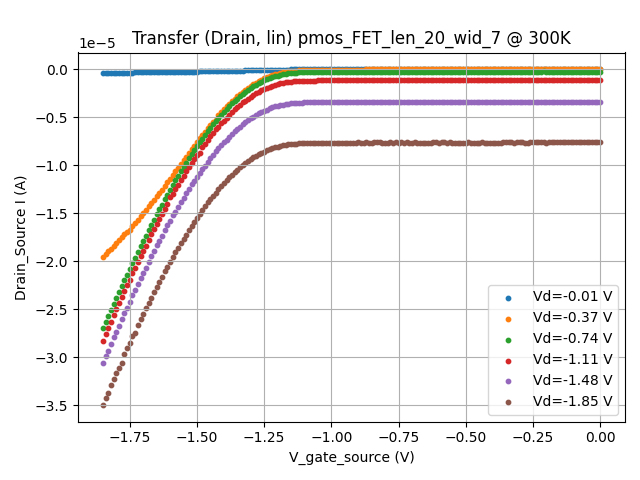 Transfer (Drain, lin) pmos_FET_len_20_wid_7 @ 300K
1e−5
0.0
−0.5
−1.0
−1.5
−2.0
−2.5
−3.0
−3.5
Drain_Source I (A)
Vd=-0.01 V
Vd=-0.37 V
Vd=-0.74 V
Vd=-1.11 V
Vd=-1.48 V
Vd=-1.85 V
−1.75 −1.50 −1.25 −1.00 −0.75 −0.50 −0.25 0.00
V_gate_source (V)